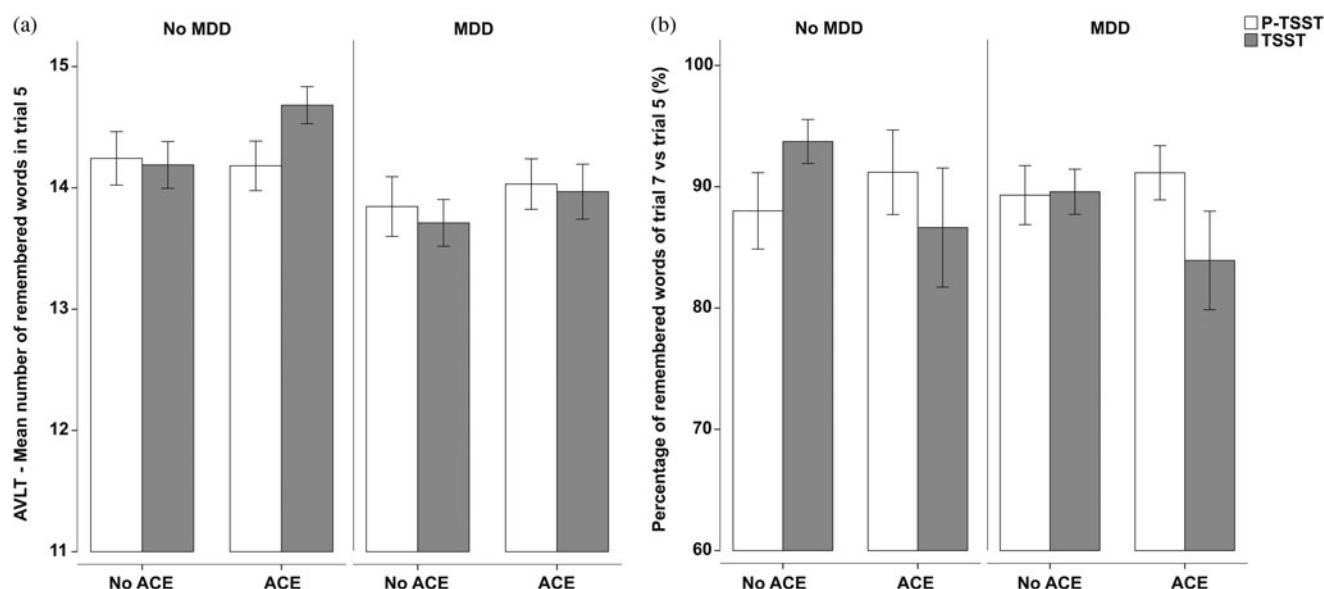 (a)
No MDD
MDD
AVLT - Mean number of remembered words in trial 5
15
14
13
12
11
No ACE
ACE
No ACE
ACE
(b)
No MDD
MDD
P-TSST
TSST
Percentage of remembered words of trial 7 vs trial 5 (%)
100
90
80
70
60
No ACE
ACE
No ACE
ACE